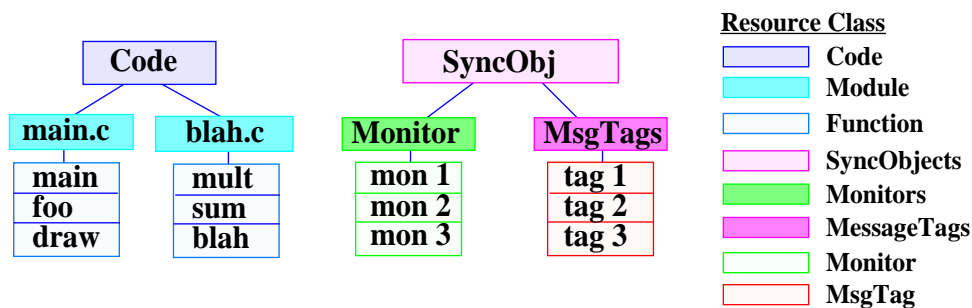 Resource Class
Code
SyncObj
Code
Module
main.c
blah.c
Monitor
MsgTags
Function
main
foo
draw
mult
sum
blah
mon 1
mon 2
mon 3
tag 1
tag 2
tag 3
SyncObjects
Monitors
MessageTags
Monitor
MsgTag